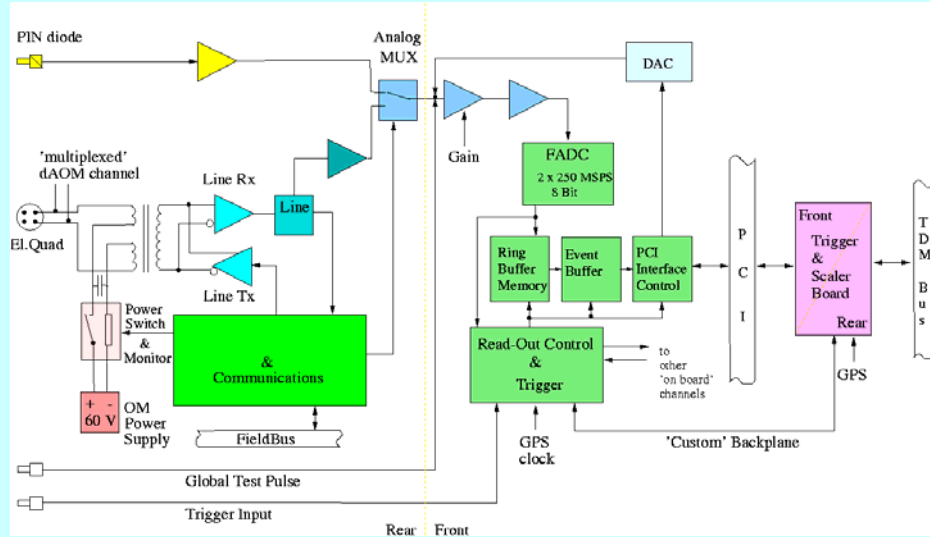 PIN diode
Analog
MUX
DAC
Gain
FADC
2 x 250 MSPS
8 Bit
'multiplexed'
dAOM channel
Line Rx
Line
El.Quad
Line Tx
Ring
Buffer
Memory
Event
Buffer
PCI
Interface
Control
P
C
I
Front
Trigger
&
Scaler
Board
Rear
TDM Bus
Power
Switch
&
Monitor
&
Communications
Read-Out Control
&
Trigger
to
other
'on board'
channels
GPS
+ -
60 V
OM
Power
Supply
FieldBus
GPS
clock
'Custom' Backplane
Global Test Pulse
Trigger Input
Rear
Front